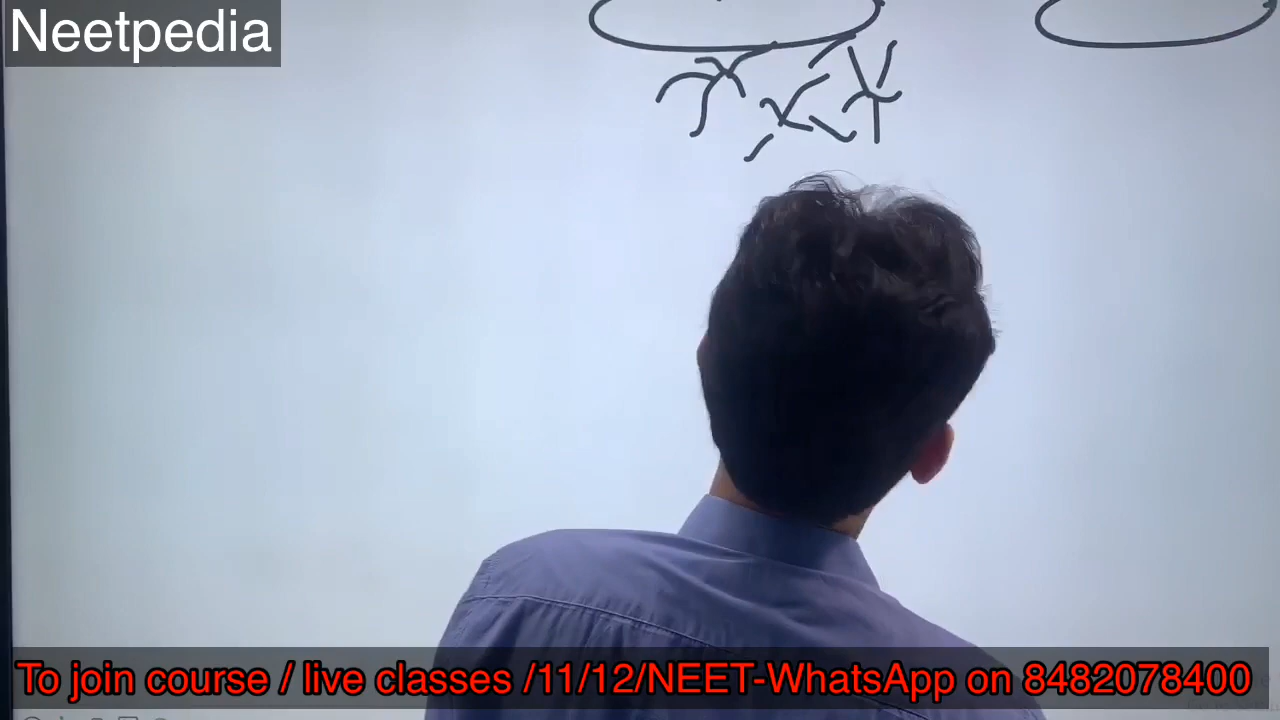 Neetpedia
To join course / live classes /11/12/NEET-WhatsApp on 8482078400